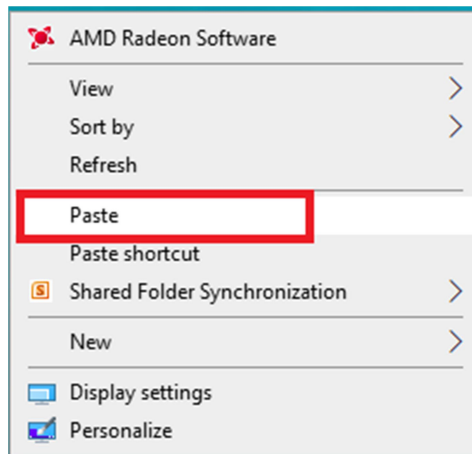 AMD Radeon Software
View
Sort by
Refresh
Paste
Paste shortcut
S Shared Folder Synchronization
New
Display settings
Personalize